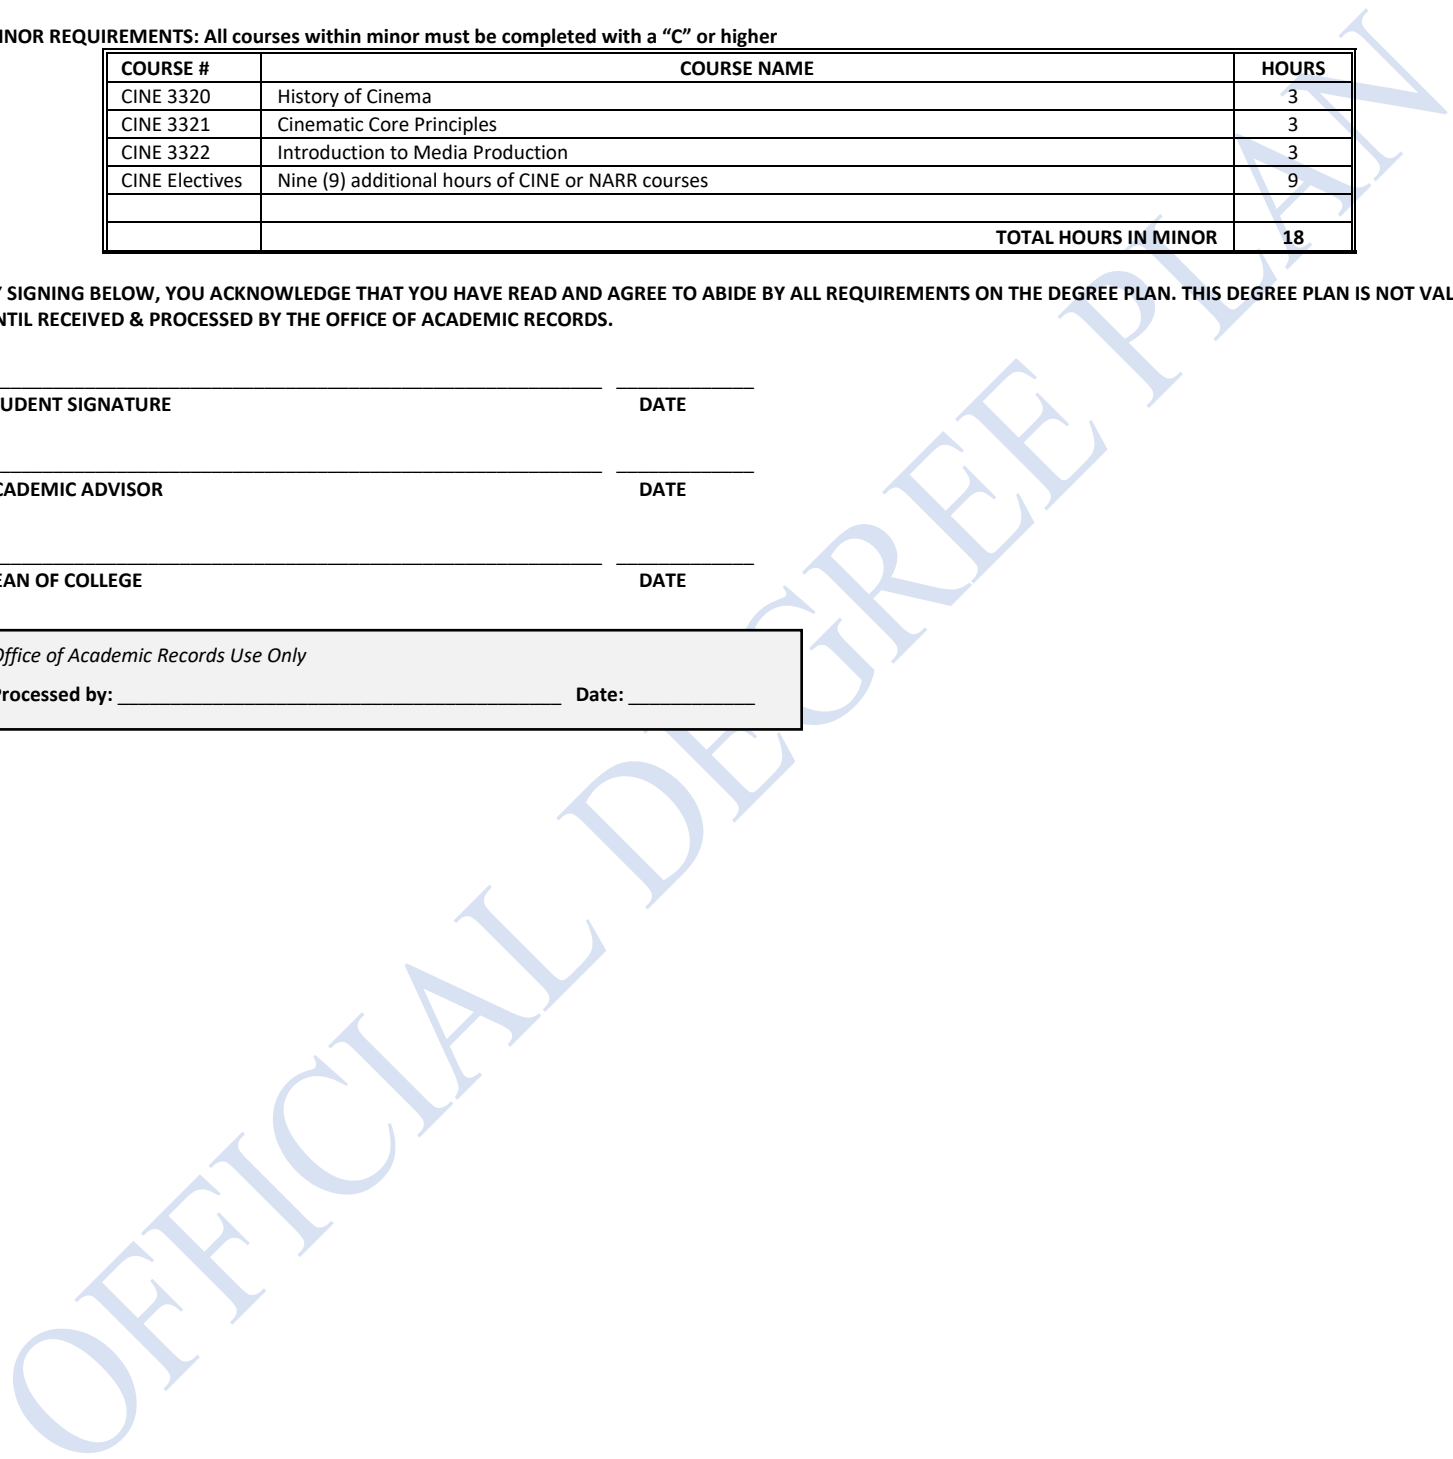 INOR REQUIREMENTS: All courses within minor must be completed with a “C” or higher
COURSE # COURSE NAME HOURS
CINE 3320 History of Cinema 3
CINE 3321 Cinematic Core Principles 3
CINE 3322 Introduction to Media Production 3
CINE Electives Nine (9) additional hours of CINE or NARR courses 9
TOTAL HOURS IN MINOR 18
Y SIGNING BELOW, YOU ACKNOWLEDGE THAT YOU HAVE READ AND AGREE TO ABIDE BY ALL REQUIREMENTS ON THE DEGREE PLAN. THIS DEGREE PLAN IS NOT VAL
NTIL RECEIVED & PROCESSED BY THE OFFICE OF ACADEMIC RECORDS.
UDENT SIGNATURE DATE
CADEMIC ADVISOR DATE
EAN OF COLLEGE DATE
Office of Academic Records Use Only
Processed by: Date:
OFFICIAL DEGREE PLAN